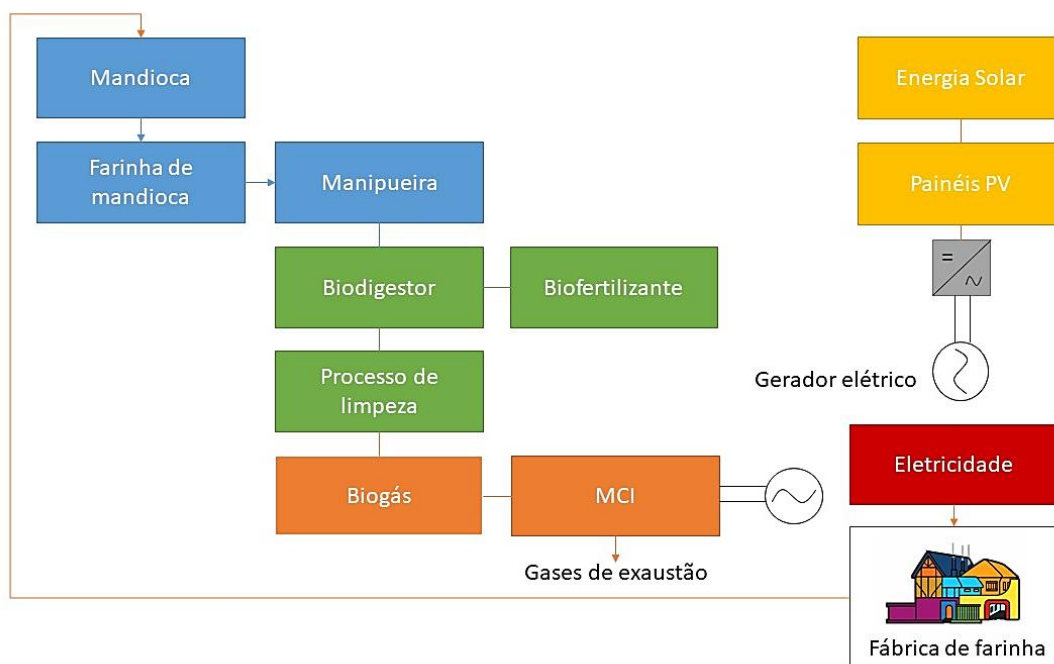 Mandioca
Energia Solar
Farinha de
mandioca
Manipueira
Painéis PV
=
~
Biodigestor
Biofertilizante
Processo de
limpeza
Gerador elétrico
Eletricidade
Biogás
MCI
Gases de exaustão
Fábrica de farinha